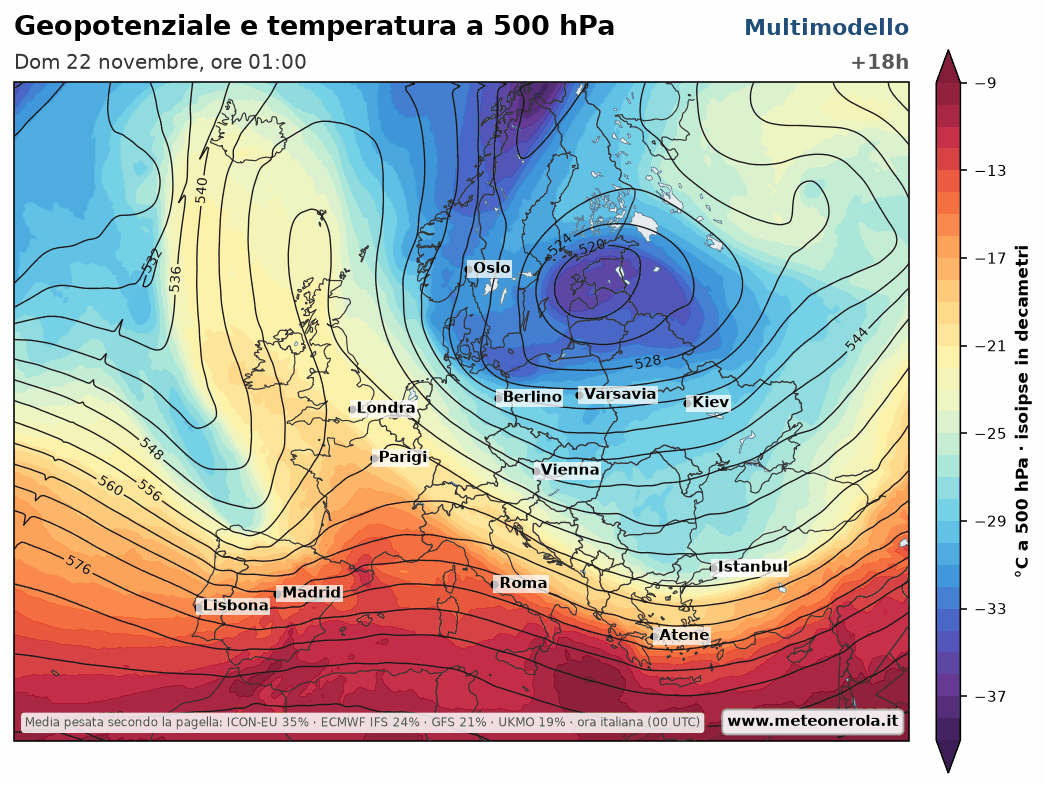 Geopotenziale e temperatura a 500 hPa
Multimodello
Dom 22 novembre, ore 01:00
+18h
−9
−13
−17
−21
−25
−29
−33
−37
°C a 500 hPa · isoipse in decametri
540
532
536
524
520
528
544
548
560
556
576
Oslo
Berlino
Varsavia
Kiev
Londra
Parigi
Vienna
Istanbul
Roma
Madrid
Lisbona
Atene
Media pesata secondo la pagella: ICON-EU 35% · ECMWF IFS 24% · GFS 21% · UKMO 19% · ora italiana (00 UTC)
www.meteonerola.it